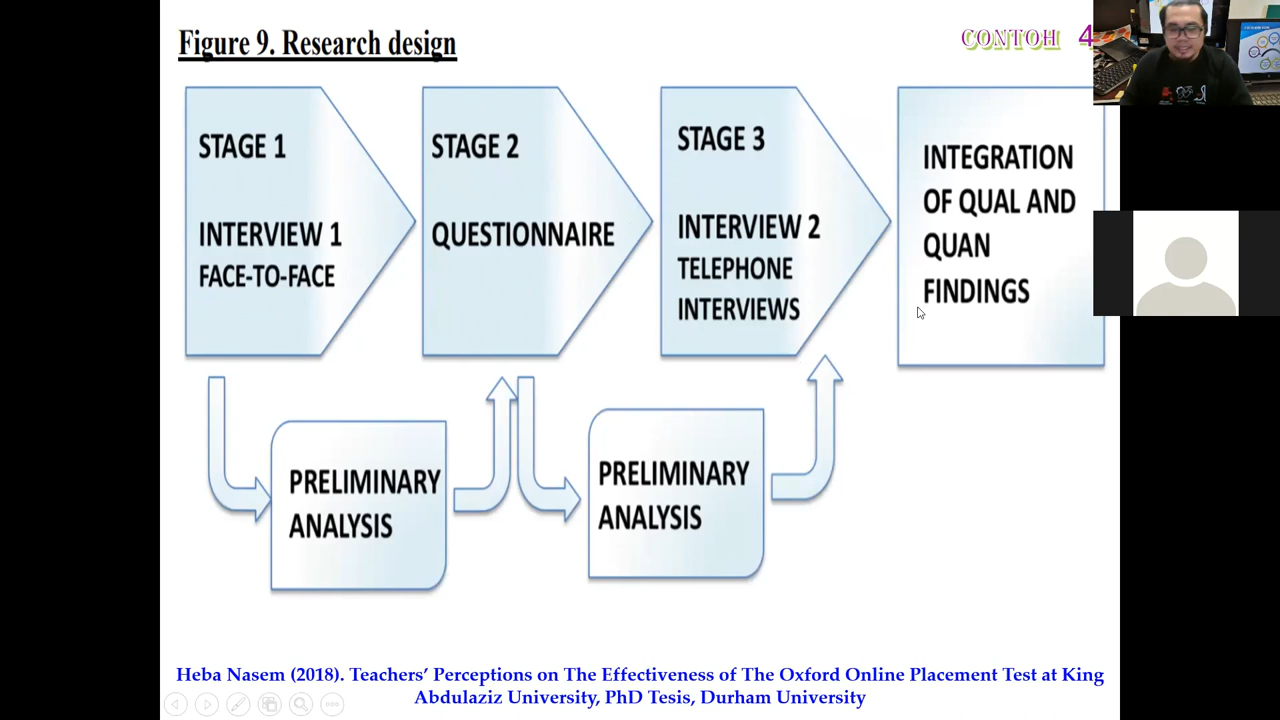 Figure 9. Research design
CONTOH 4
STAGE 1
INTERVIEW 1
FACE-TO-FACE
STAGE 2
QUESTIONNAIRE
STAGE 3
INTERVIEW 2
TELEPHONE
INTERVIEWS
INTEGRATION
OF QUAL AND
QUAN
FINDINGS
PRELIMINARY
ANALYSIS
PRELIMINARY
ANALYSIS
Heba Nasem (2018). Teachers’ Perceptions on The Effectiveness of The Oxford Online Placement Test at King
Abdulaziz University, PhD Tesis, Durham University